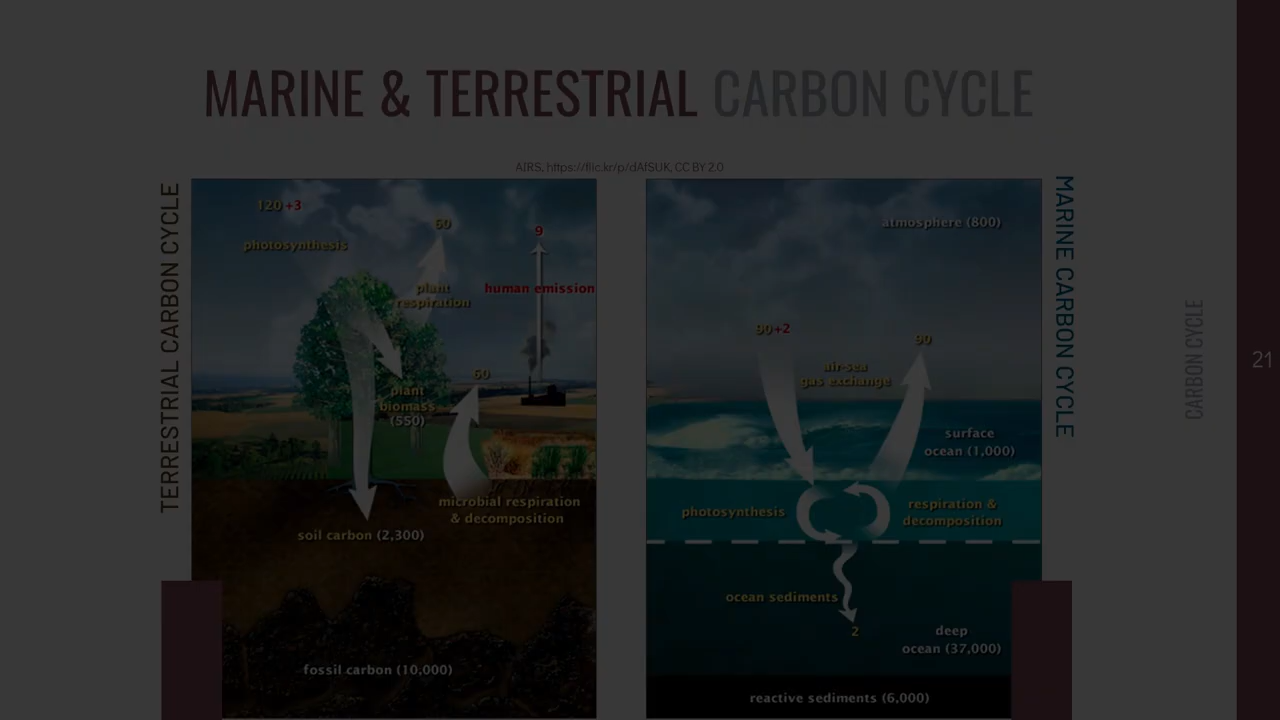 MARINE & TERRESTRIAL CARBON CYCLE
AIRS, https://flic.kr/p/dAfSUK, CC BY 2.0
TERRESTRIAL CARBON CYCLE
120+3
photosynthesis
60
plant
respiration
9
human emission
60
plant
biomass
(550)
microbial respiration
& decomposition
soil carbon (2,300)
fossil carbon (10,000)
atmosphere (800)
90+2
90
air-sea
gas exchange
surface
ocean (1,000)
photosynthesis
respiration &
decomposition
ocean sediments
2
deep
ocean (37,000)
reactive sediments (6,000)
MARINE CARBON CYCLE
CARBON CYCLE
21